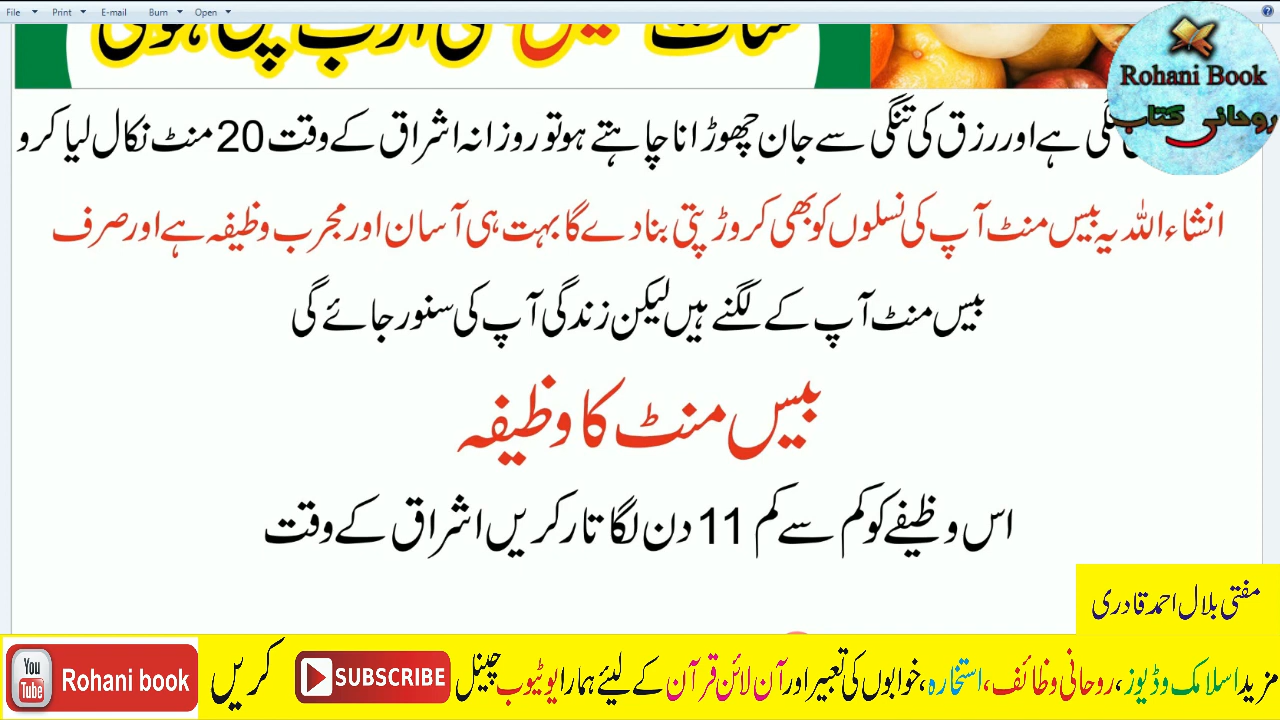 File Print E-mail Burn Open
Rohani Book
روحانی کتاب
ہے اور رزق کی تنگی سے جان چھوڑانا چاہتے ہو تو روزانہ اشراق کے وقت 20 منٹ نکال لیا کرو
انشاء اللہ یہ بیس منٹ آپ کی نسلوں کو بھی کروڑ پتی بنا دے گا بہت ہی آسان اور مجرب وظیفہ ہے اور صرف
بیس منٹ آپ کے لگنے ہیں لیکن زندگی آپ کی سنور جائے گی
بیس منٹ کا وظیفہ
اس وظیفے کو کم سے کم 11 دن لگا تار کریں اشراق کے وقت
مفتی بلال احمد قادری
مزید اسلامک وڈیوز، روحانی وظائف، استخارہ، خوابوں کی تعبیر اور آن لائن قرآن کے لیئے ہمارا یوٹیوب چینل SUBSCRIBE کریں
You Tube Rohani book